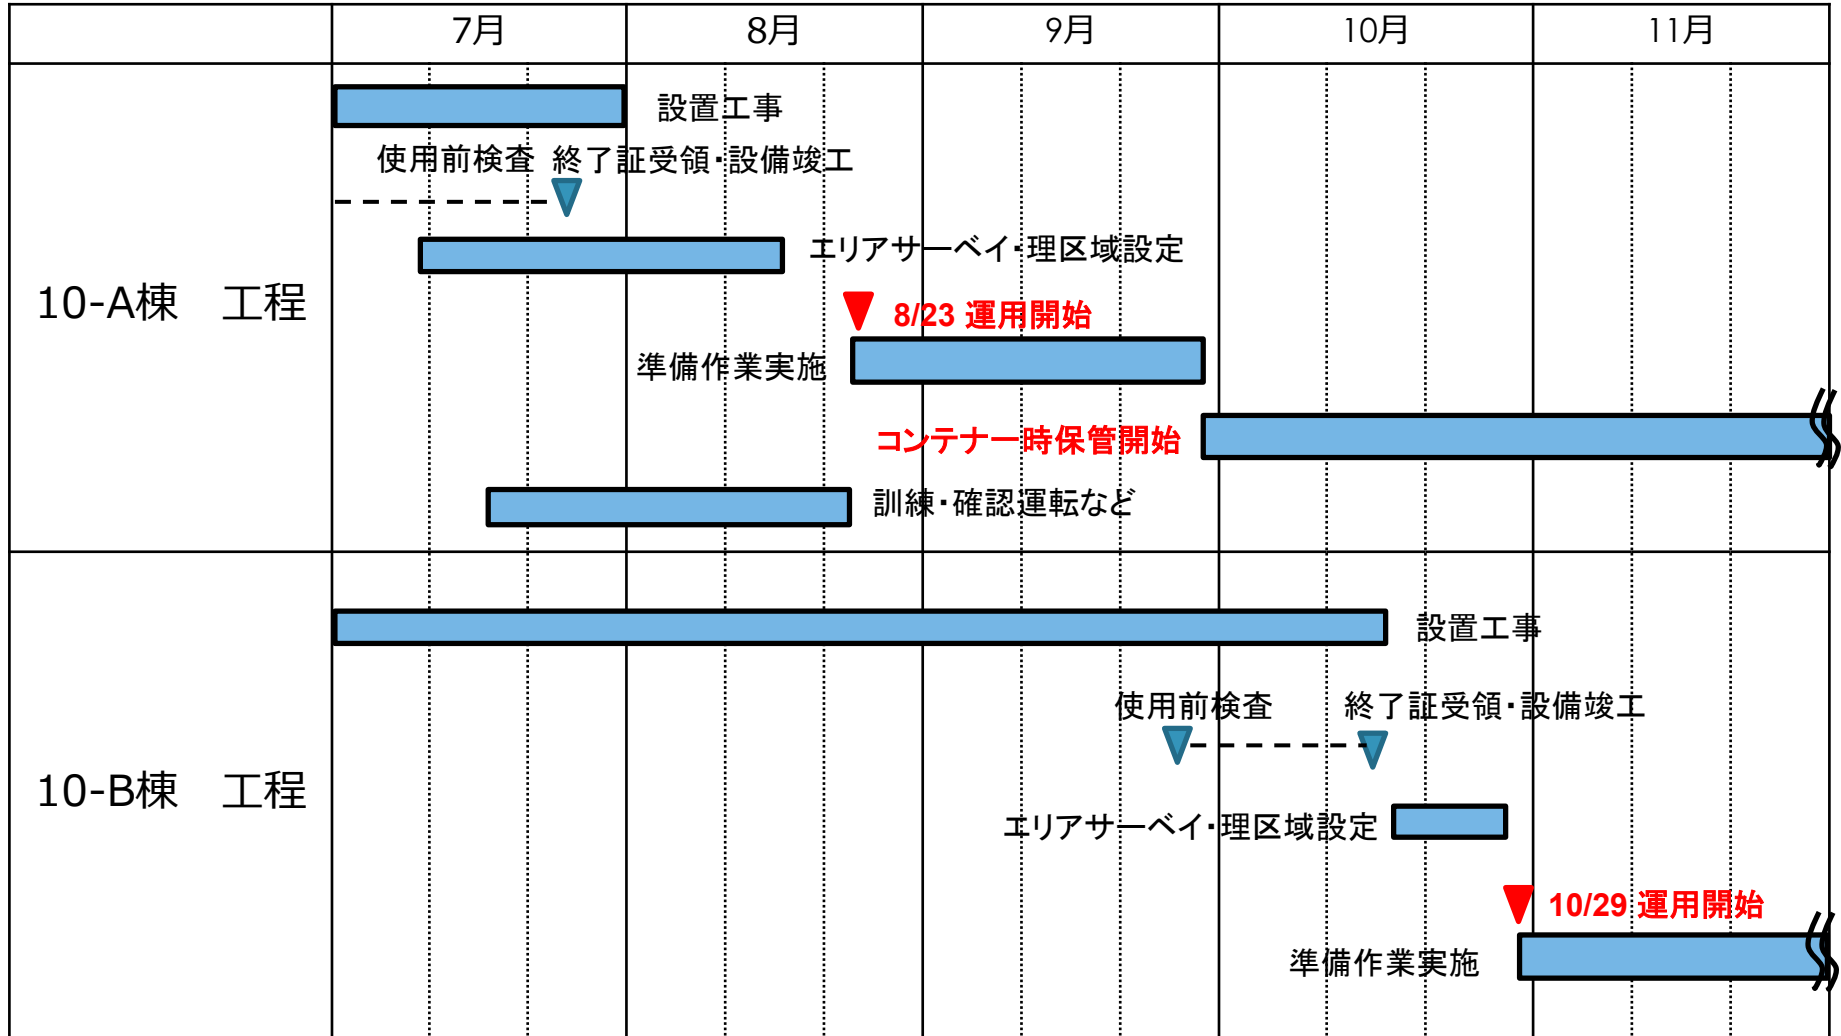 7月 8月 9月 10月 11月
10-A棟 工程
設置工事
使用前検査 終了証受領・設備竣工
エリアサーベイ・理区域設定
8/23 運用開始
準備作業実施
コンテナ一時保管開始
訓練・確認運転など
10-B棟 工程
設置工事
使用前検査 終了証受領・設備竣工
エリアサーベイ・理区域設定
10/29 運用開始
準備作業実施